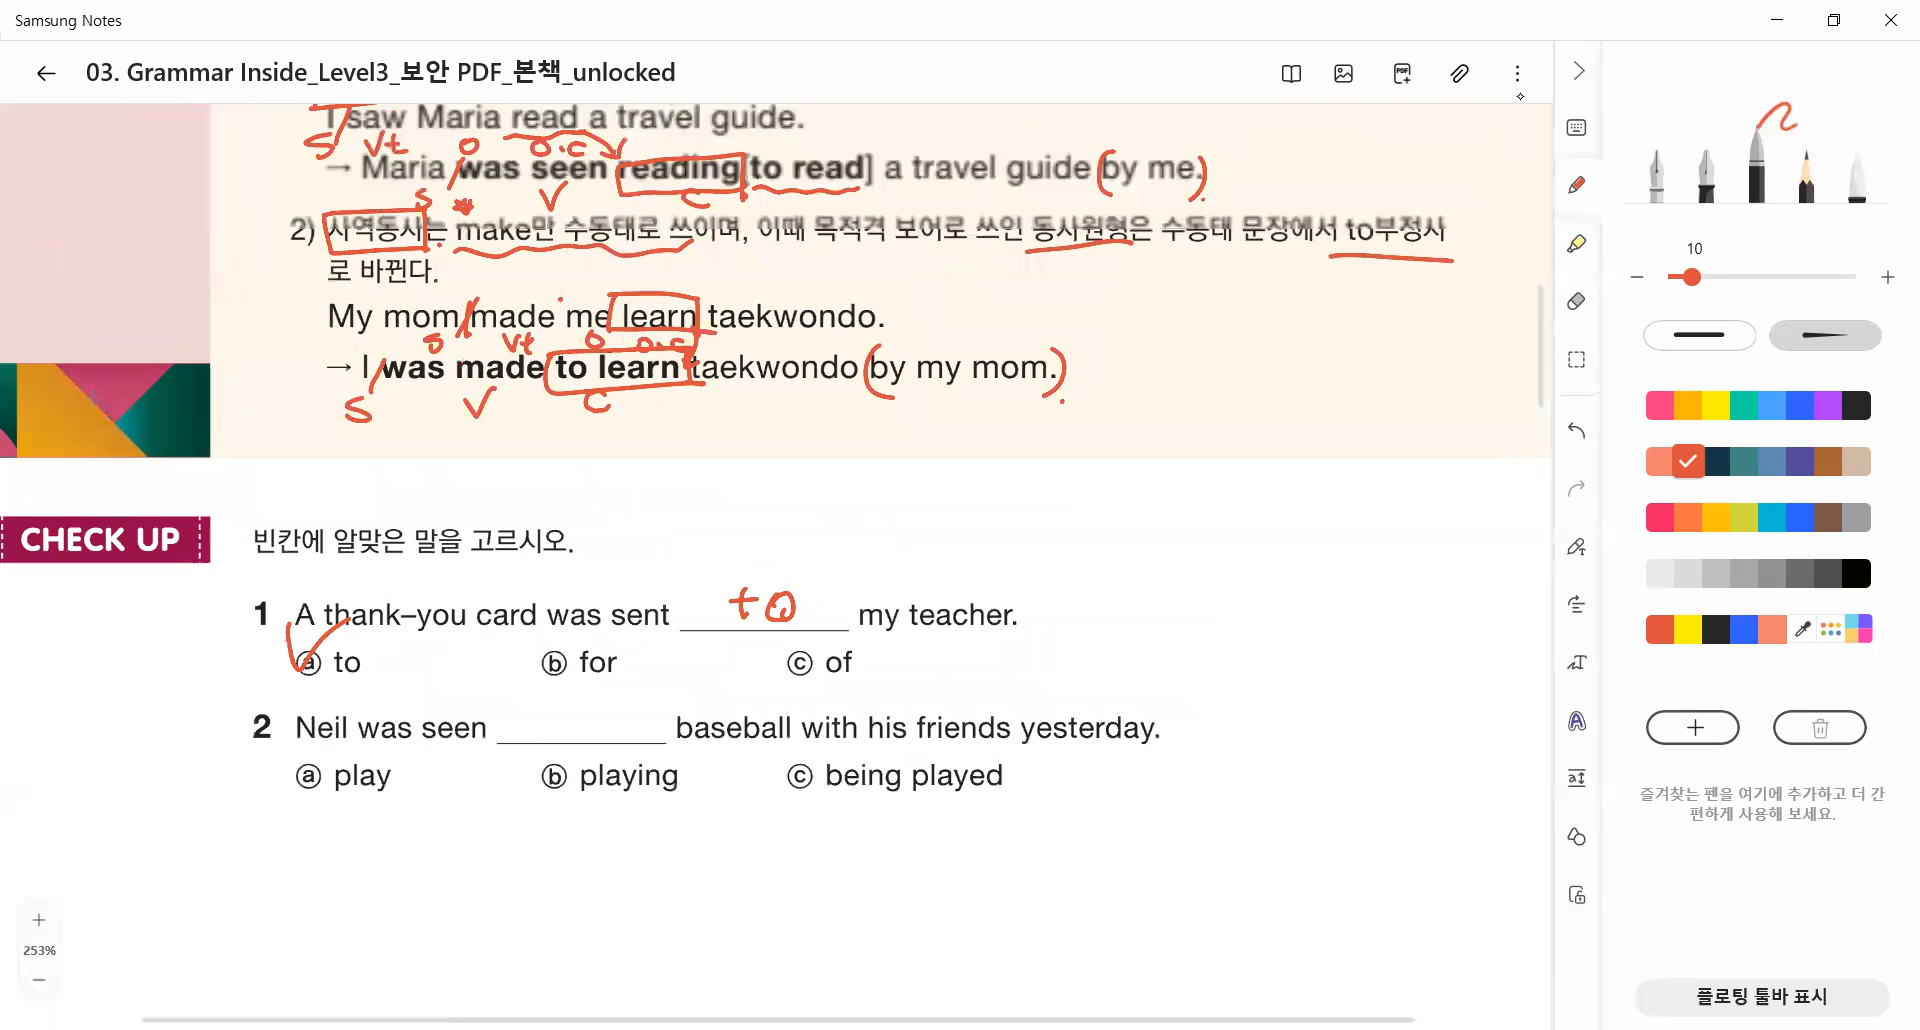 Samsung Notes
03. Grammar Inside_Level3_보안 PDF_본책_unlocked
I saw Maria read a travel guide.
S Vt O O.C
→ Maria was seen reading[to read] a travel guide (by me.)
S V C
2) 사역동사는 make만 수동태로 쓰이며, 이때 목적격 보어로 쓰인 동사원형은 수동태 문장에서 to부정사
로 바뀐다.
My mom made me learn taekwondo.
S Vt O O.C
→ I was made to learn taekwondo (by my mom.)
S V C
CHECK UP
빈칸에 알맞은 말을 고르시오.
1 A thank–you card was sent to my teacher.
ⓐ to ⓑ for ⓒ of
2 Neil was seen __________ baseball with his friends yesterday.
ⓐ play ⓑ playing ⓒ being played
253%
PDF
10
즐겨찾는 펜을 여기에 추가하고 더 간
편하게 사용해 보세요.
플로팅 툴바 표시